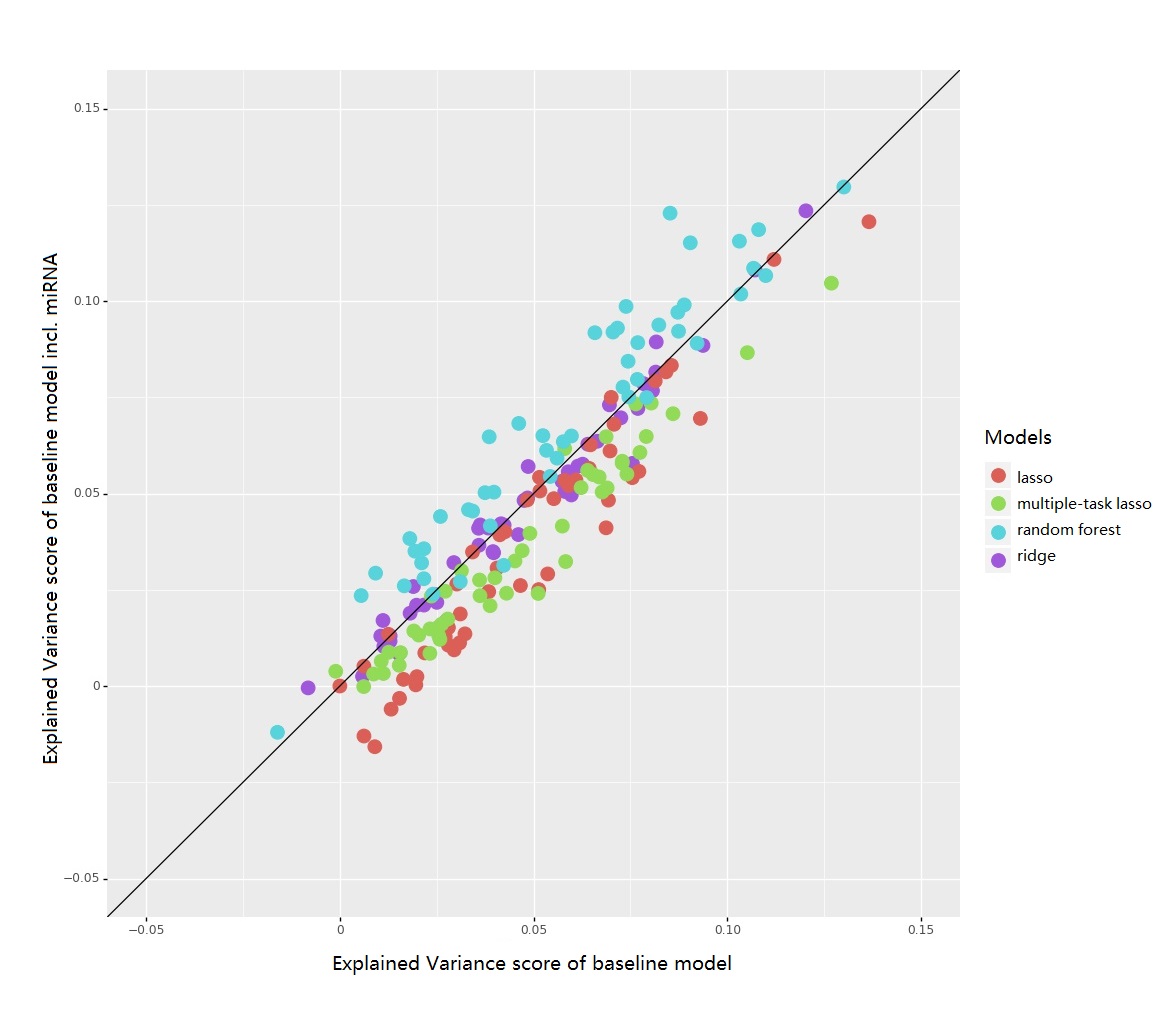 Explained Variance score of baseline model incl. miRNA
0.15
0.10
0.05
0
−0.05
−0.05
0
0.05
0.10
0.15
Explained Variance score of baseline model
Models
lasso
multiple-task lasso
random forest
ridge